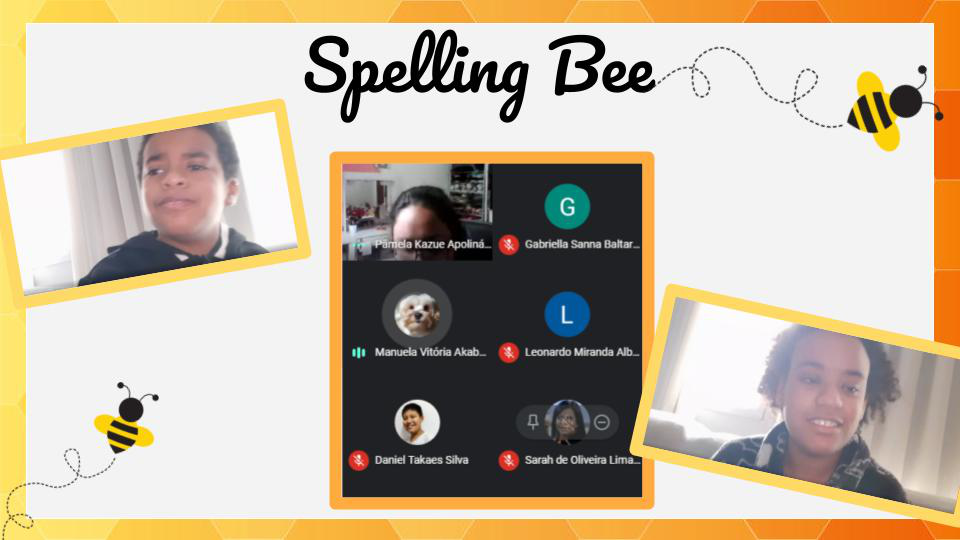 Spelling Bee
Pâmela Kazue Apoliná...
G
Gabriella Sanna Baltar...
Manuela Vitória Akab...
L
Leonardo Miranda Alb...
Daniel Takaes Silva
Sarah de Oliveira Lima...